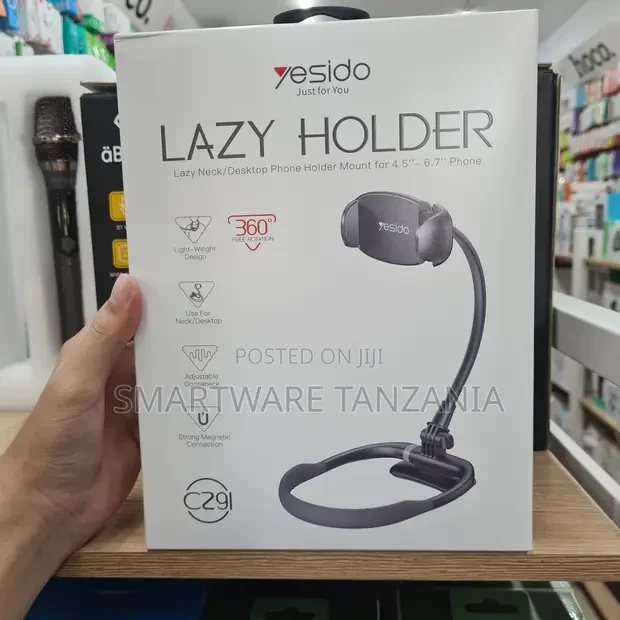 yesido
Just for You
LAZY HOLDER
Lazy Neck/Desktop Phone Holder Mount for 4.5''- 6.7'' Phone
Light-Weight
Design
360°
FREE ROTATION
Use For
Neck/Desktop
Adjustable
Gooseneck
Strong Magnetic
Connection
C291
yesido
POSTED ON JIJI
SMARTWARE TANZANIA
hoco.